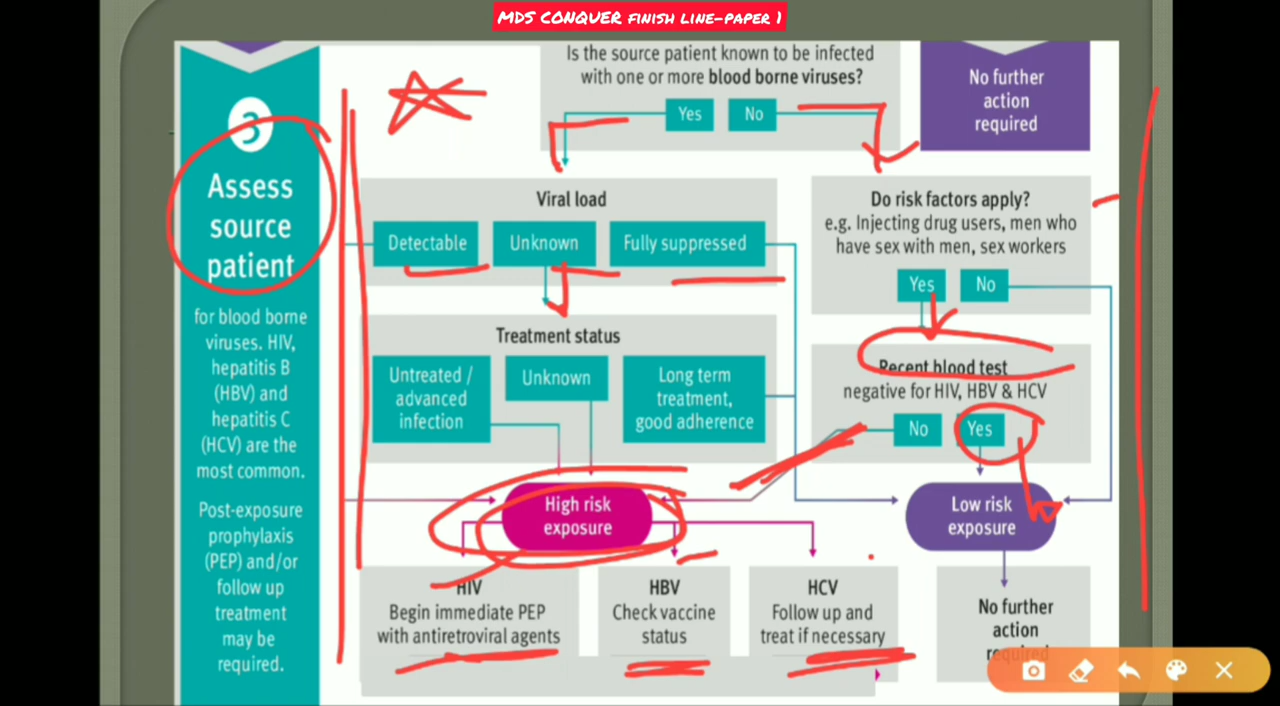 MDS CONQUER FINISH LINE-PAPER 1
Is the source patient known to be infected
with one or more blood borne viruses?
Yes
No
No further
action
required
3
Assess
source
patient
for blood borne
viruses. HIV,
hepatitis B
(HBV) and
hepatitis C
(HCV) are the
most common.
Post-exposure
prophylaxis
(PEP) and/or
follow up
treatment
may be
required.
Viral load
Detectable
Unknown
Fully suppressed
Treatment status
Untreated /
advanced
infection
Unknown
Long term
treatment,
good adherence
Do risk factors apply?
e.g. Injecting drug users, men who
have sex with men, sex workers
Yes
No
Recent blood test
negative for HIV, HBV & HCV
No
Yes
High risk
exposure
Low risk
exposure
HIV
Begin immediate PEP
with antiretroviral agents
HBV
Check vaccine
status
HCV
Follow up and
treat if necessary
No further
action
required